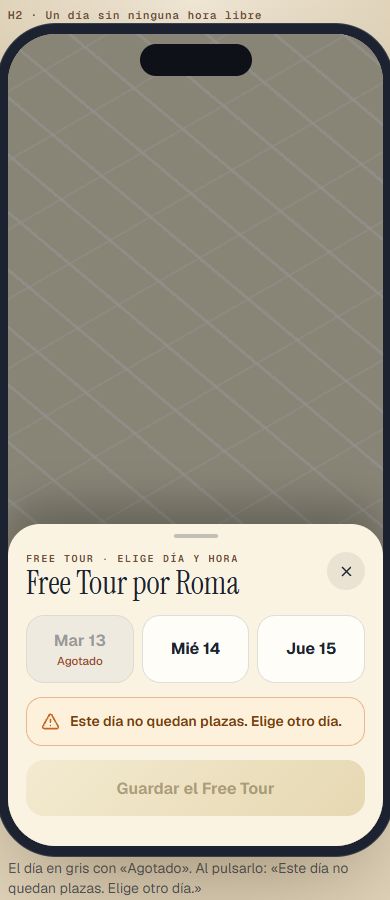 H2 · Un día sin ninguna hora libre
FREE TOUR · ELIGE DÍA Y HORA
Free Tour por Roma
Mar 13
Agotado
Mié 14
Jue 15
Este día no quedan plazas. Elige otro día.
Guardar el Free Tour
El día en gris con «Agotado». Al pulsarlo: «Este día no
quedan plazas. Elige otro día.»